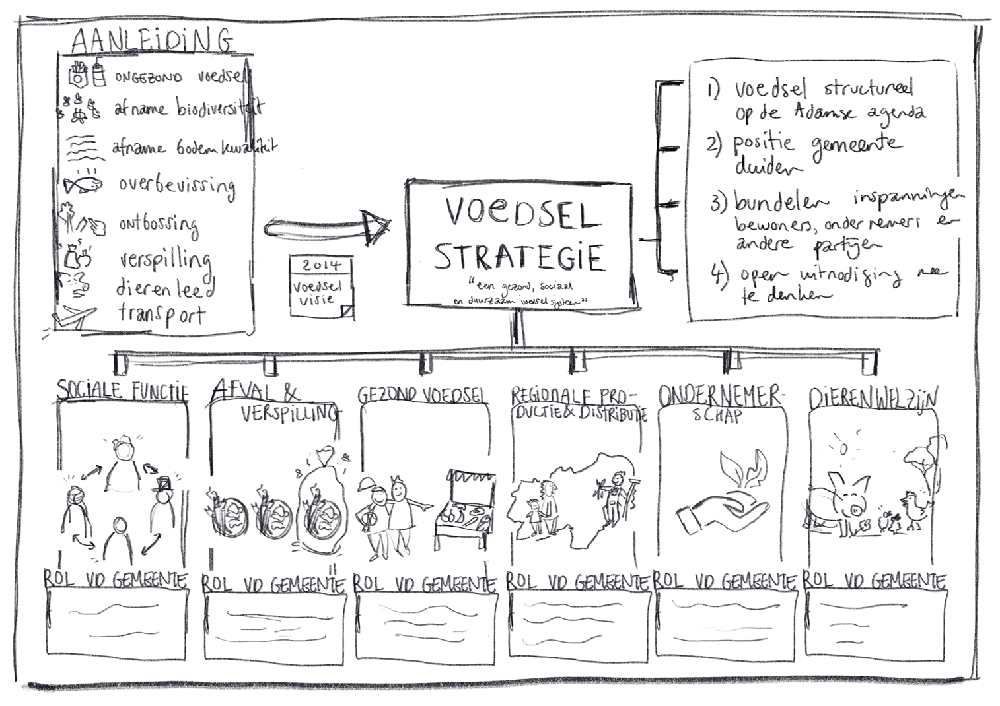 AANLEIDING
ONGEZOND voedsel
afname biodiversiteit
afname bodemkwaliteit
overbevissing
ontbossing
verspilling
dierenleed
transport
2014
voedsel
visie
VOEDSEL
STRATEGIE
“een gezond, sociaal
en duurzaam voedselsysteem”
1) voedsel structureel
op de Adamse agenda
2) positie gemeente
duiden
3) bundelen inspanningen
bewoners, ondernemers en
andere partijen
4) open uitnodiging mee
te denken
SOCIALE FUNCTIE
AFVAL &
VERSPILLING
GEZOND VOEDSEL
REGIONALE PRO-
DUCTIE & DISTRIBUTIE
ONDERNEMER-
SCHAP
DIERENWELZIJN
ROL VD GEMEENTE
ROL VD GEMEENTE
ROL VD GEMEENTE
ROL VD GEMEENTE
ROL VD GEMEENTE
ROL VD GEMEENTE